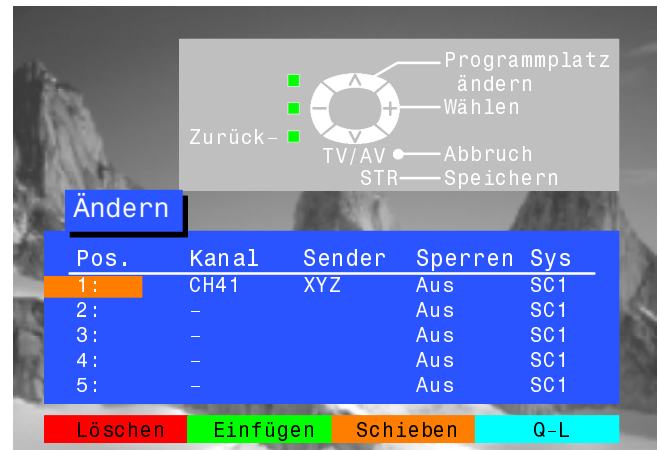 Programmplatz
ändern
Wählen
Zurück–
TV/AV
Abbruch
STR
Speichern
Ändern
Pos. Kanal Sender Sperren Sys
1: CH41 XYZ Aus SC1
2: – Aus SC1
3: – Aus SC1
4: – Aus SC1
5: – Aus SC1
Löschen Einfügen Schieben Q–L